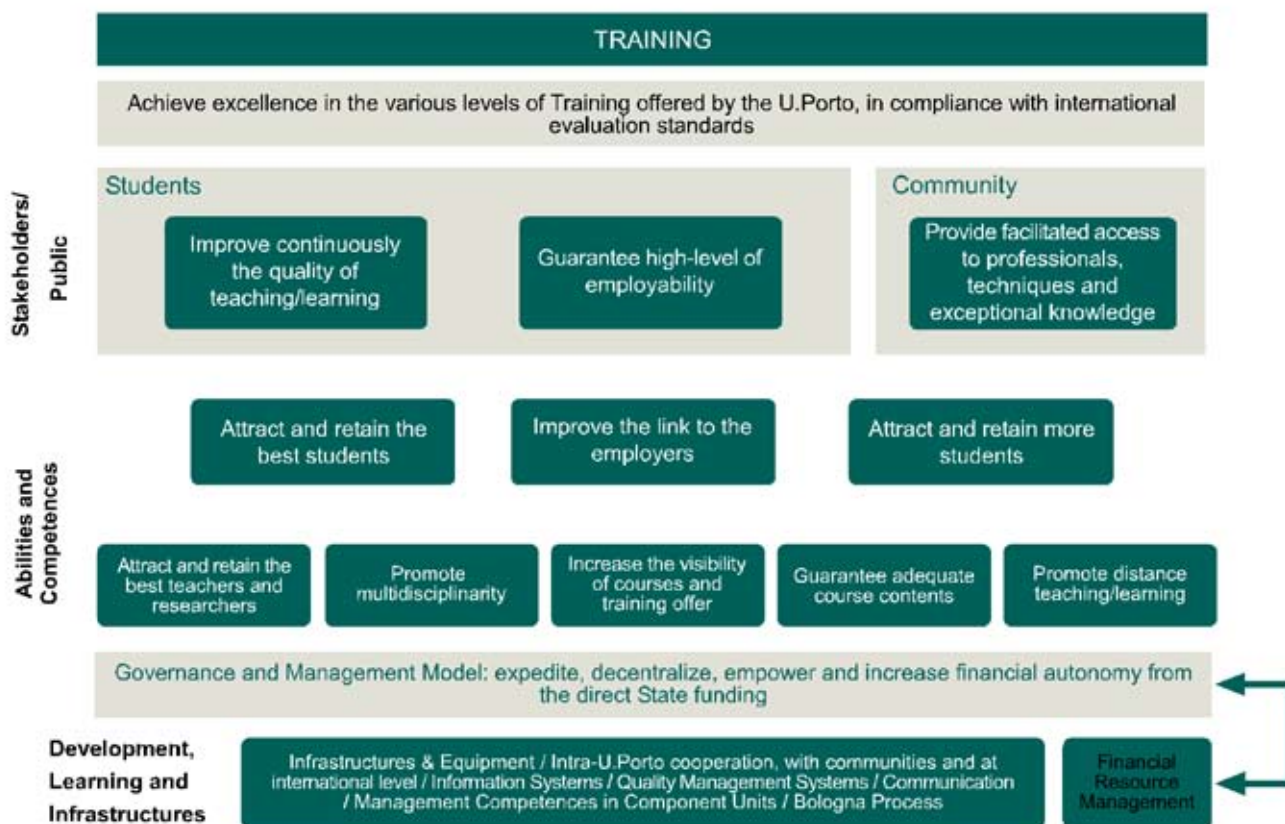 TRAINING
Achieve excellence in the various levels of Training offered by the U.Porto, in compliance with international
evaluation standards
Stakeholders/
Public
Students
Improve continuously
the quality of
teaching/learning
Guarantee high-level of
employability
Community
Provide facilitated access
to professionals,
techniques and
exceptional knowledge
Abilities and
Competences
Attract and retain the
best students
Improve the link to the
employers
Attract and retain more
students
Attract and retain the
best teachers and
researchers
Promote
multidisciplinarity
Increase the visibility
of courses and
training offer
Guarantee adequate
course contents
Promote distance
teaching/learning
Governance and Management Model: expedite, decentralize, empower and increase financial autonomy from
the direct State funding
Development,
Learning and
Infrastructures
Infrastructures & Equipment / Intra-U.Porto cooperation, with communities and at
international level / Information Systems / Quality Management Systems / Communication
/ Management Competences in Component Units / Bologna Process
Financial
Resource
Management